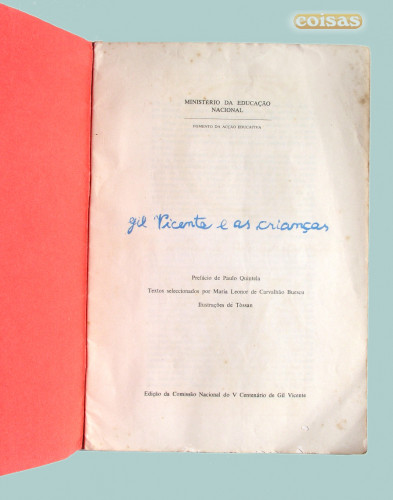 coisas
MINISTÉRIO DA EDUCAÇÃO
NACIONAL
FOMENTO DA ACÇÃO EDUCATIVA
gil Vicente e as crianças
Prefácio de Paulo Quintela
Textos seleccionados por Maria Leonor de Carvalhão Buescu
Ilustrações de Tòssan
Edição da Comissão Nacional do V Centenário de Gil Vicente